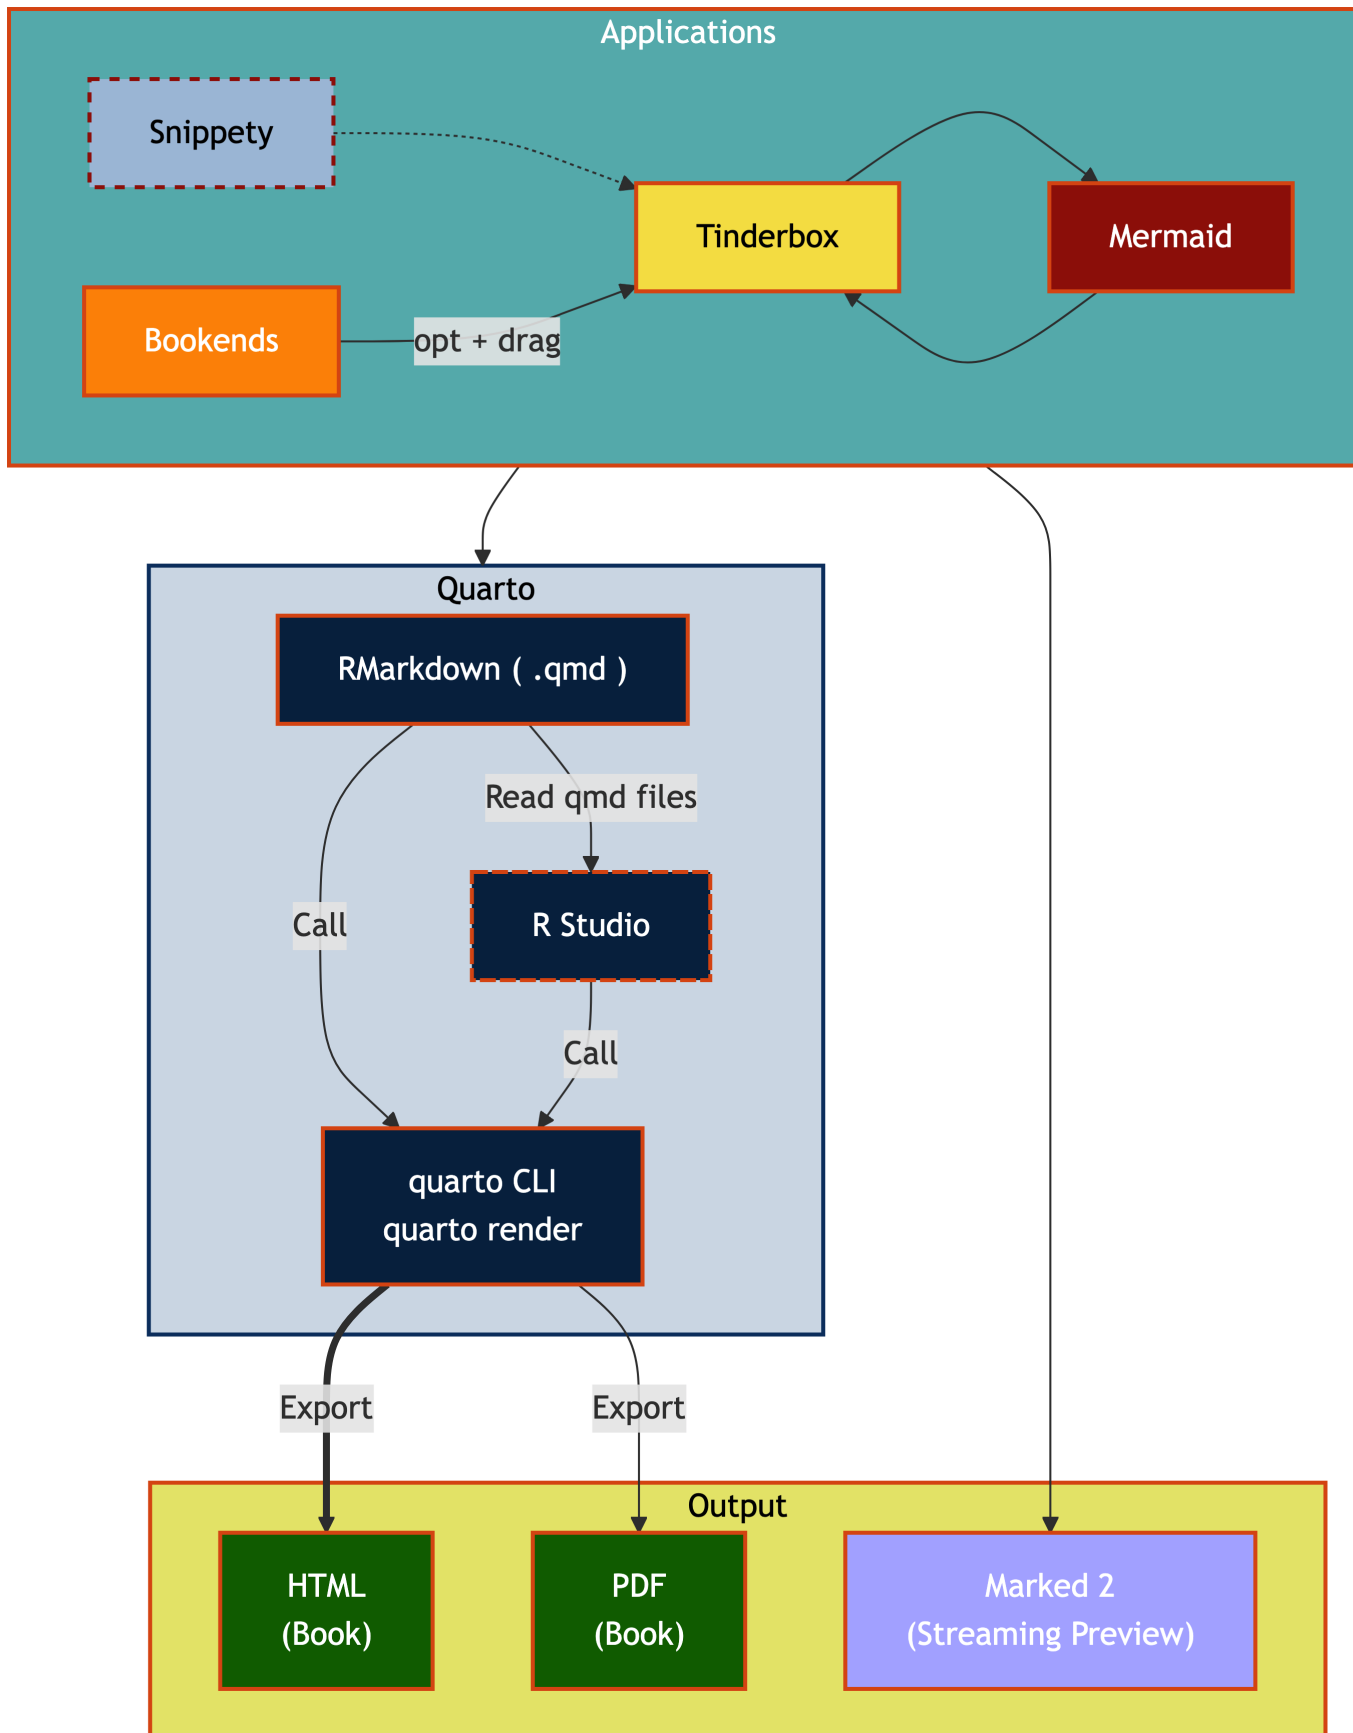 Applications
Snippety
Tinderbox
Mermaid
Bookends
opt + drag
Quarto
RMarkdown ( .qmd )
Read qmd files
Call
R Studio
Call
quarto CLI
quarto render
Export
Export
Output
HTML
(Book)
PDF
(Book)
Marked 2
(Streaming Preview)